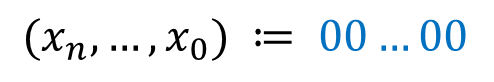 (xₙ, …, x₀) ≔ 00 … 00